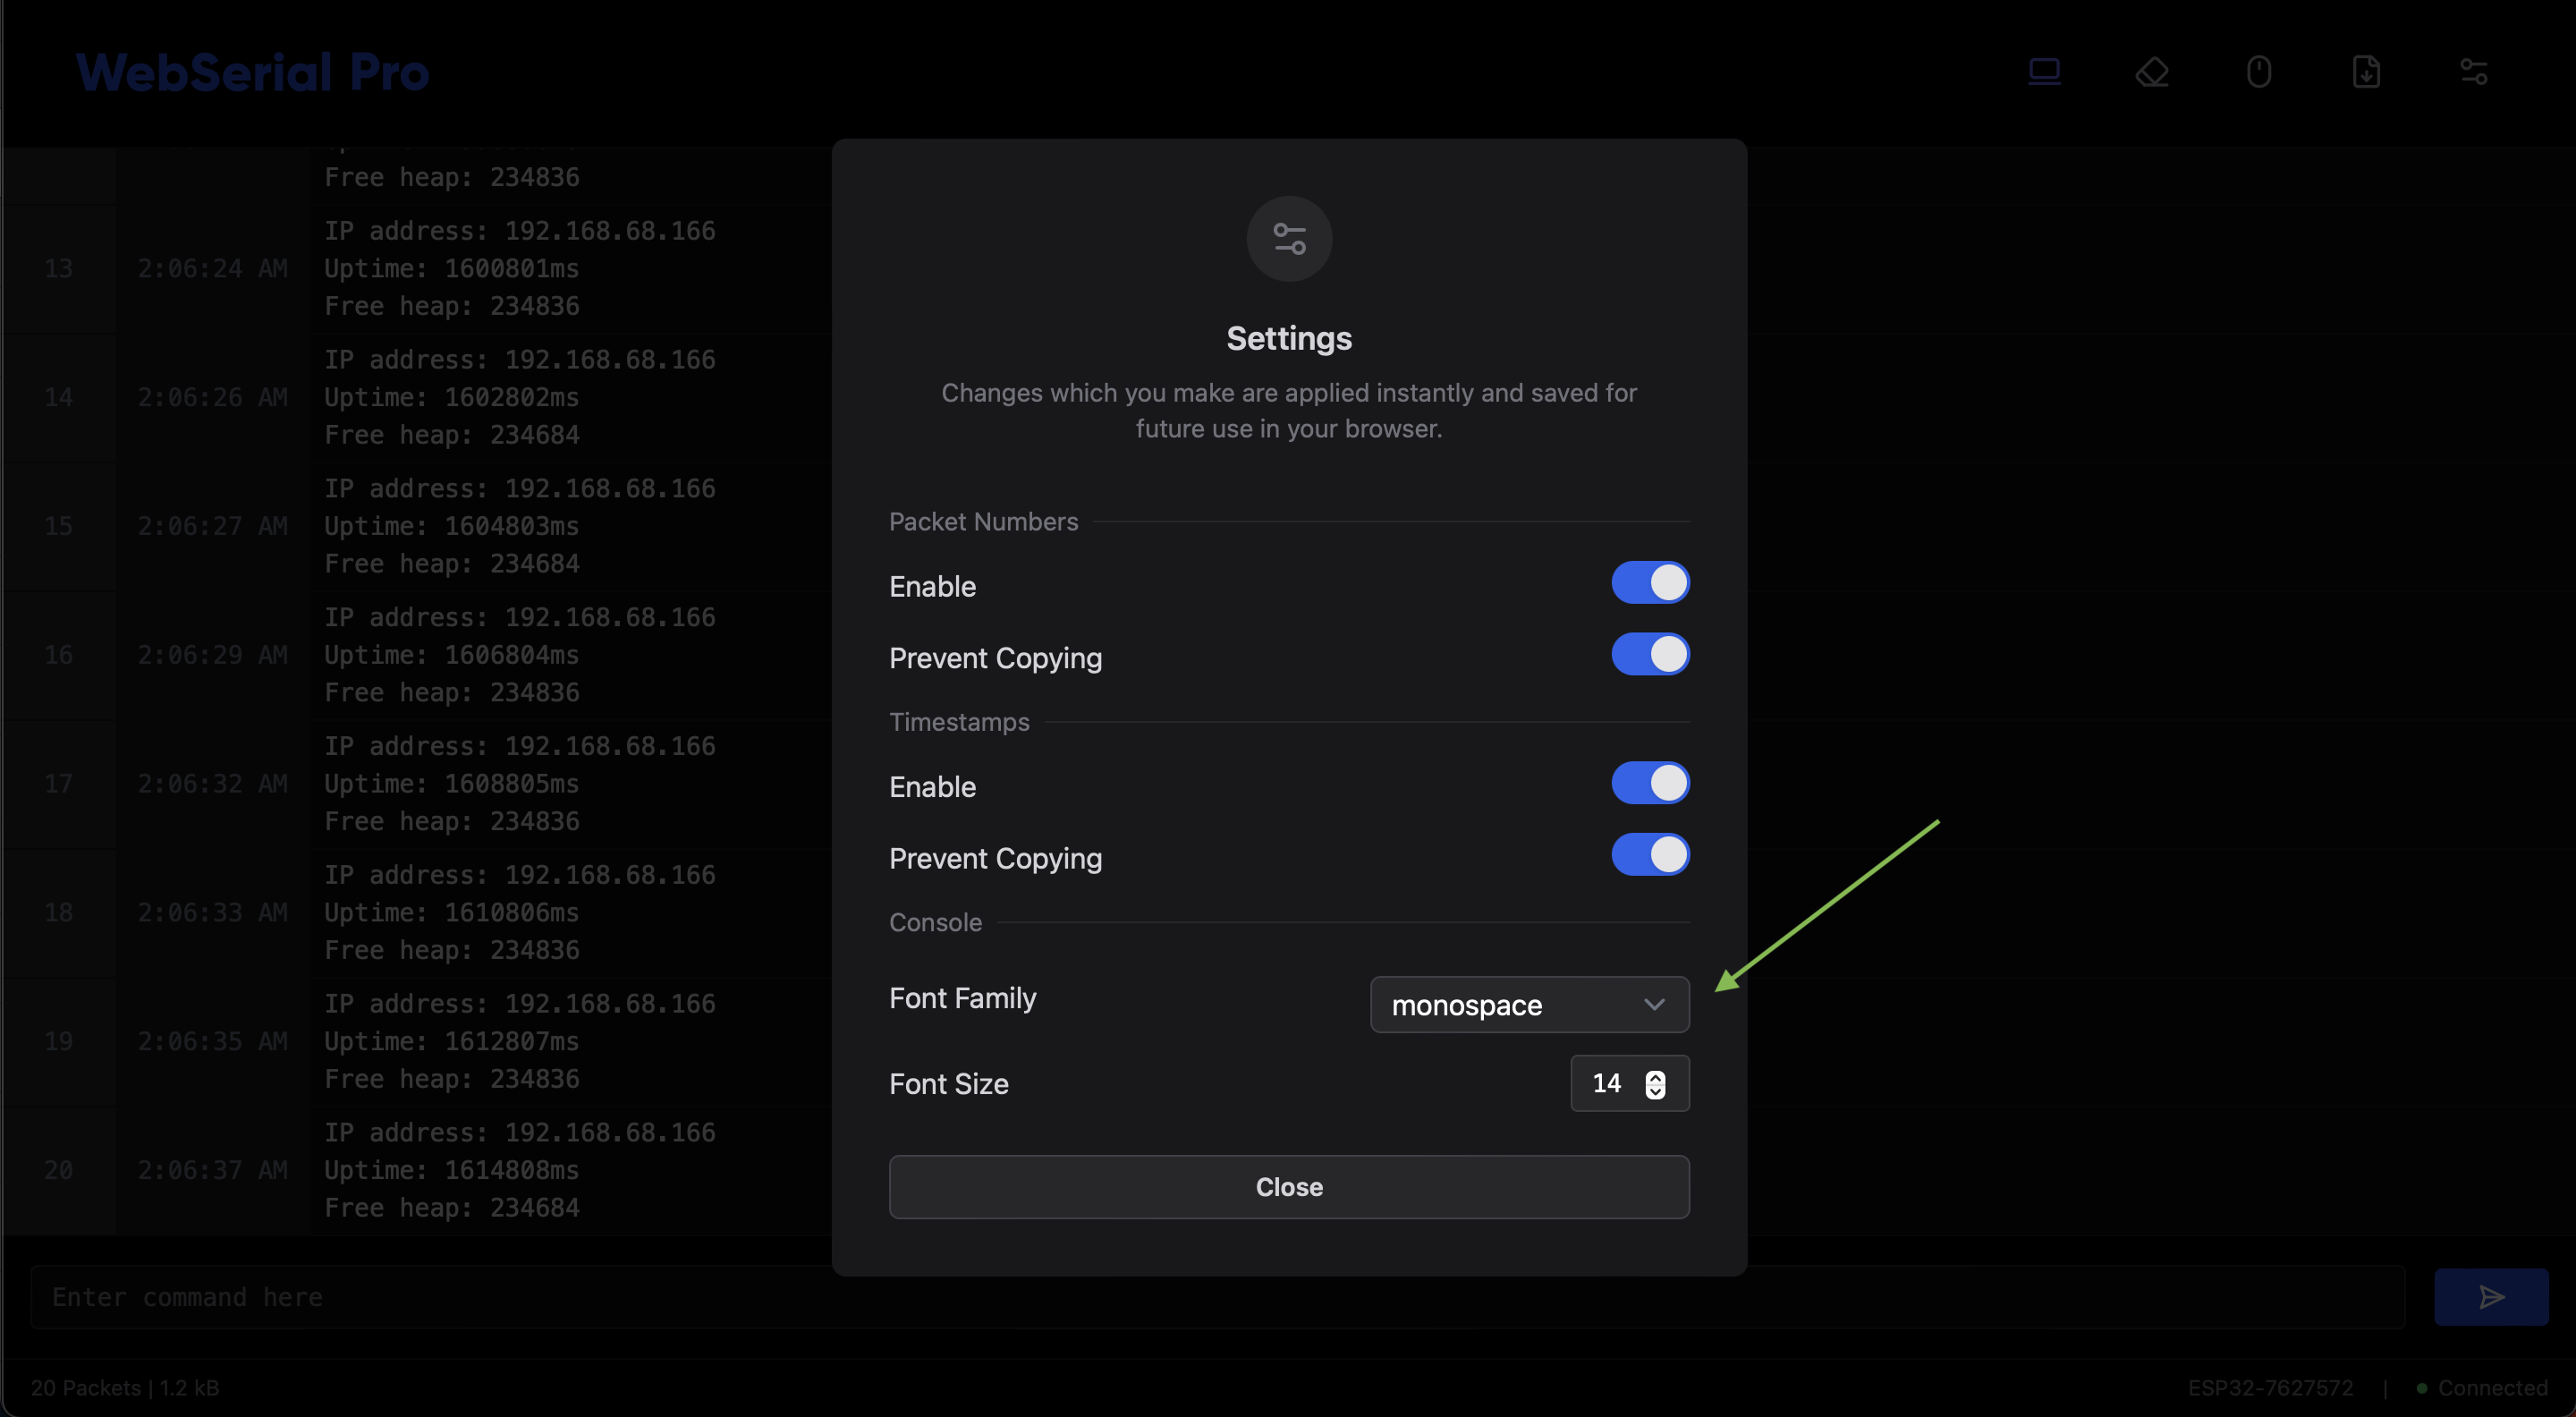 WebSerial Pro
Free heap: 234836
13
2:06:24 AM
IP address: 192.168.68.166
Uptime: 1600801ms
Free heap: 234836
14
2:06:26 AM
IP address: 192.168.68.166
Uptime: 1602802ms
Free heap: 234684
15
2:06:27 AM
IP address: 192.168.68.166
Uptime: 1604803ms
Free heap: 234684
16
2:06:29 AM
IP address: 192.168.68.166
Uptime: 1606804ms
Free heap: 234836
17
2:06:32 AM
IP address: 192.168.68.166
Uptime: 1608805ms
Free heap: 234836
18
2:06:33 AM
IP address: 192.168.68.166
Uptime: 1610806ms
Free heap: 234836
19
2:06:35 AM
IP address: 192.168.68.166
Uptime: 1612807ms
Free heap: 234836
20
2:06:37 AM
IP address: 192.168.68.166
Uptime: 1614808ms
Free heap: 234684
Settings
Changes which you make are applied instantly and saved for
future use in your browser.
Packet Numbers
Enable
Prevent Copying
Timestamps
Enable
Prevent Copying
Console
Font Family
monospace
Font Size
14
Close
Enter command here
20 Packets | 1.2 kB
ESP32-7627572 | Connected